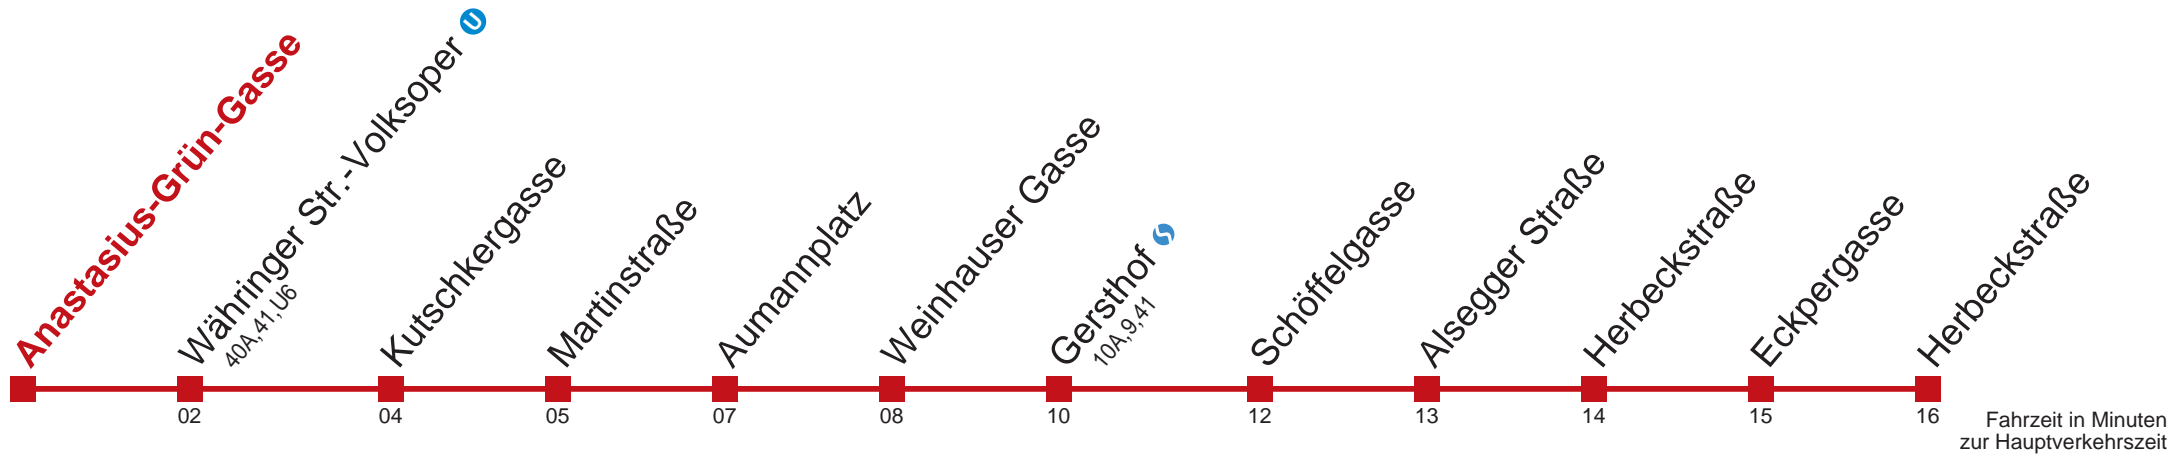 Anastasius-Grün-Gasse
Währinger Str.-Volksoper U
40A,41,U6
Kutschkergasse
Martinstraße
Aumannplatz
Weinhauser Gasse
Gersthof
10A,9,41
Schöffelgasse
Alsegger Straße
Herbeckstraße
Eckpergasse
Herbeckstraße
02
04
05
07
08
10
12
13
14
15
16
Fahrzeit in Minuten
zur Hauptverkehrszeit